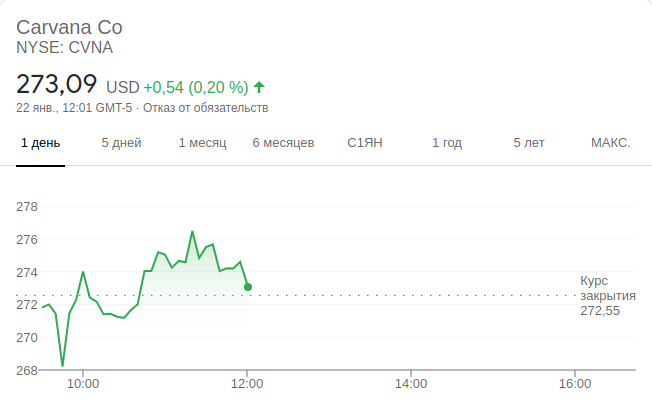 Carvana Co
NYSE: CVNA
273,09 USD +0,54 (0,20 %)
22 янв., 12:01 GMT-5 · Отказ от обязательств
1 день 5 дней 1 месяц 6 месяцев С1ЯН 1 год 5 лет МАКС.
278
276
274
272
270
268
Курс
закрытия
272,55
10:00 12:00 14:00 16:00